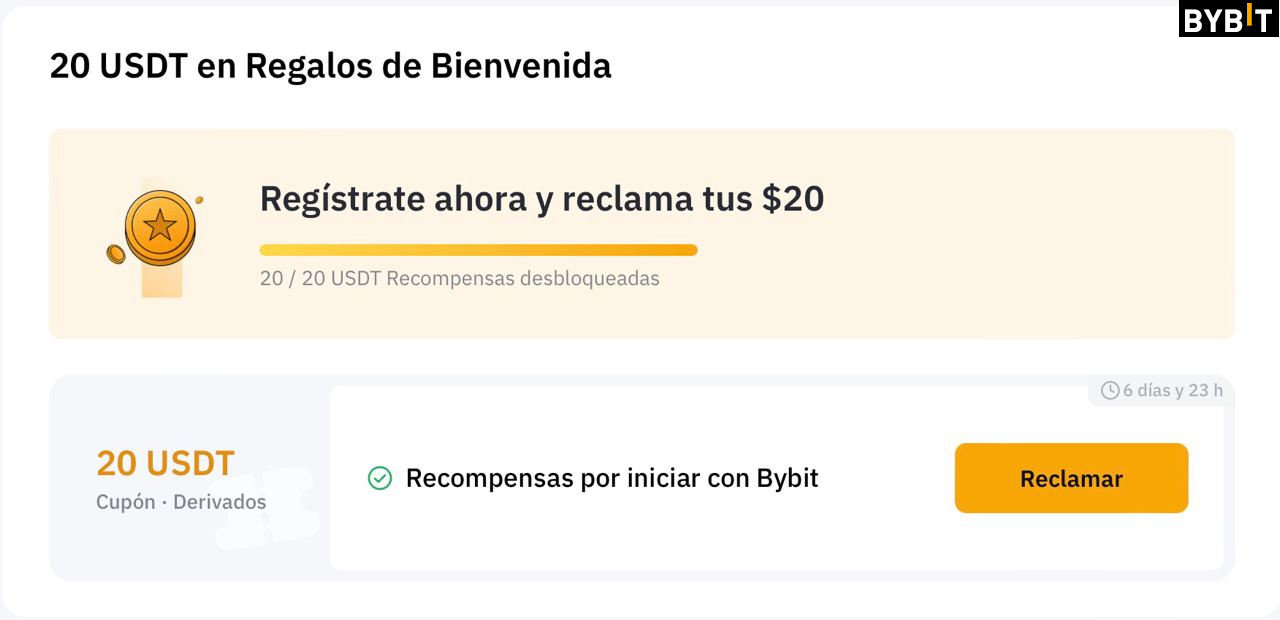 BYBIT
20 USDT en Regalos de Bienvenida
Regístrate ahora y reclama tus $20
20 / 20 USDT Recompensas desbloqueadas
6 días y 23 h
20 USDT
Cupón · Derivados
Recompensas por iniciar con Bybit
Reclamar